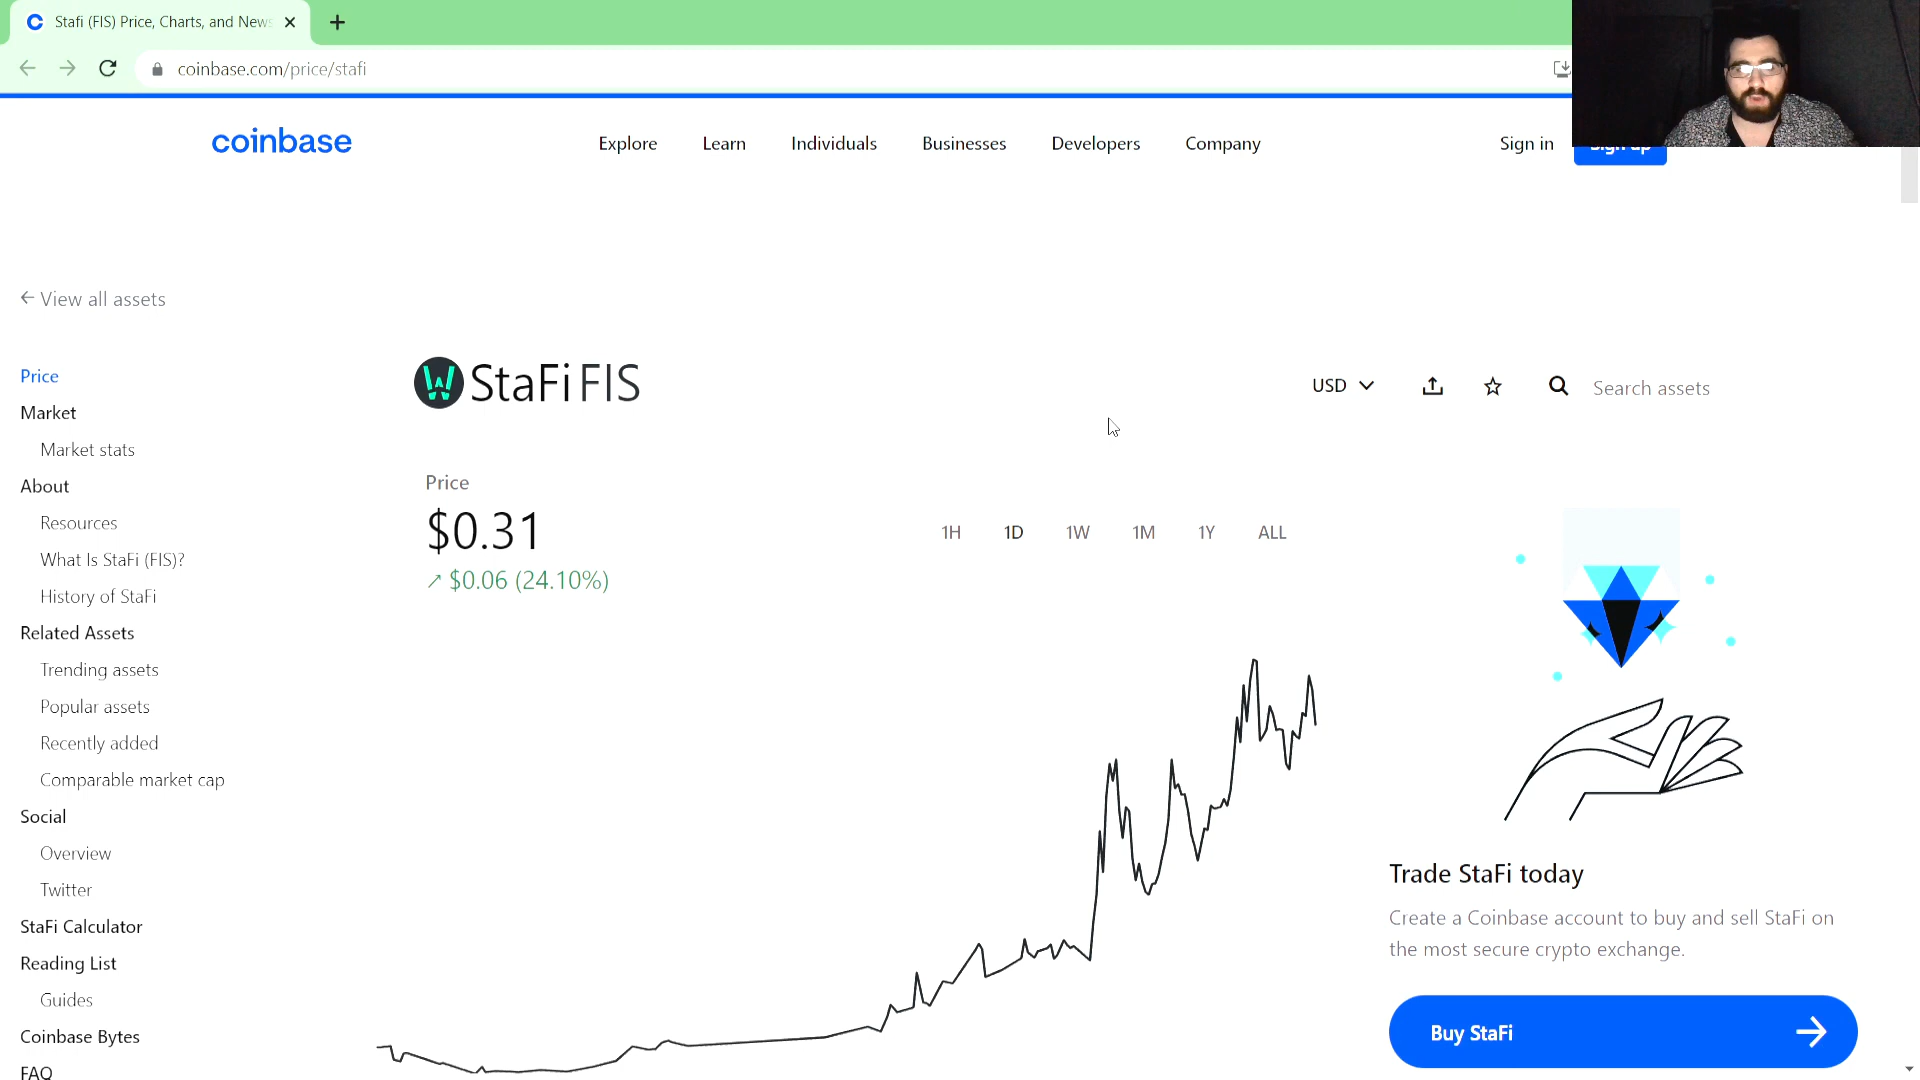 Stafi (FIS) Price, Charts, and News
coinbase.com/price/stafi
coinbase
Explore
Learn
Individuals
Businesses
Developers
Company
Sign in
Sign up
View all assets
Price
Market
Market stats
About
Resources
What Is StaFi (FIS)?
History of StaFi
Related Assets
Trending assets
Popular assets
Recently added
Comparable market cap
Social
Overview
Twitter
StaFi Calculator
Reading List
Guides
Coinbase Bytes
FAQ
StaFi FIS
USD
Search assets
Price
$0.31
$0.06 (24.10%)
1H
1D
1W
1M
1Y
ALL
Trade StaFi today
Create a Coinbase account to buy and sell StaFi on
the most secure crypto exchange.
Buy StaFi